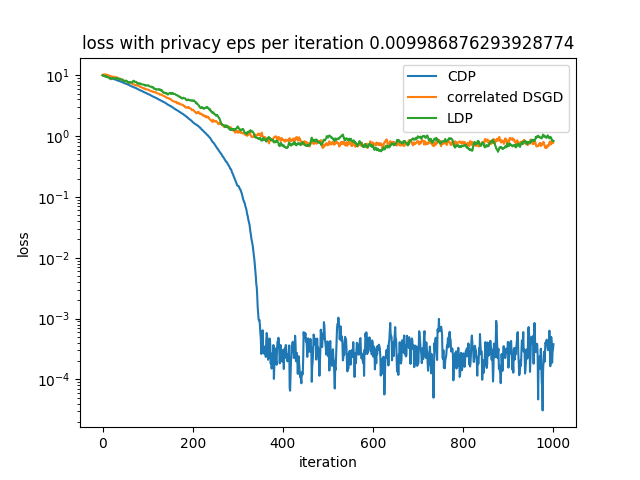 loss with privacy eps per iteration 0.009986876293928774
CDP
correlated DSGD
LDP
10^1
10^0
10^-1
10^-2
10^-3
10^-4
loss
0 200 400 600 800 1000
iteration